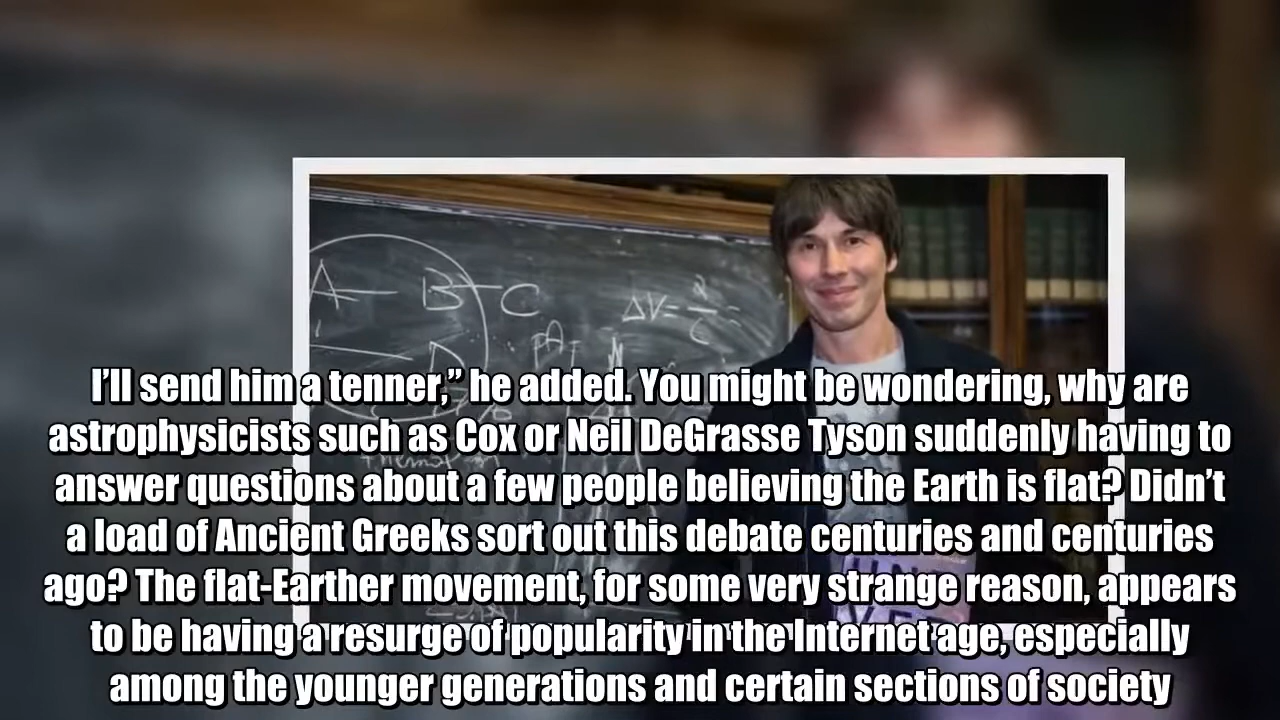 A B C
ΔV= 2
C
D
I’ll send him a tenner,” he added. You might be wondering, why are
astrophysicists such as Cox or Neil DeGrasse Tyson suddenly having to
answer questions about a few people believing the Earth is flat? Didn’t
a load of Ancient Greeks sort out this debate centuries and centuries
ago? The flat-Earther movement, for some very strange reason, appears
to be having a resurge of popularity in the Internet age, especially
among the younger generations and certain sections of society